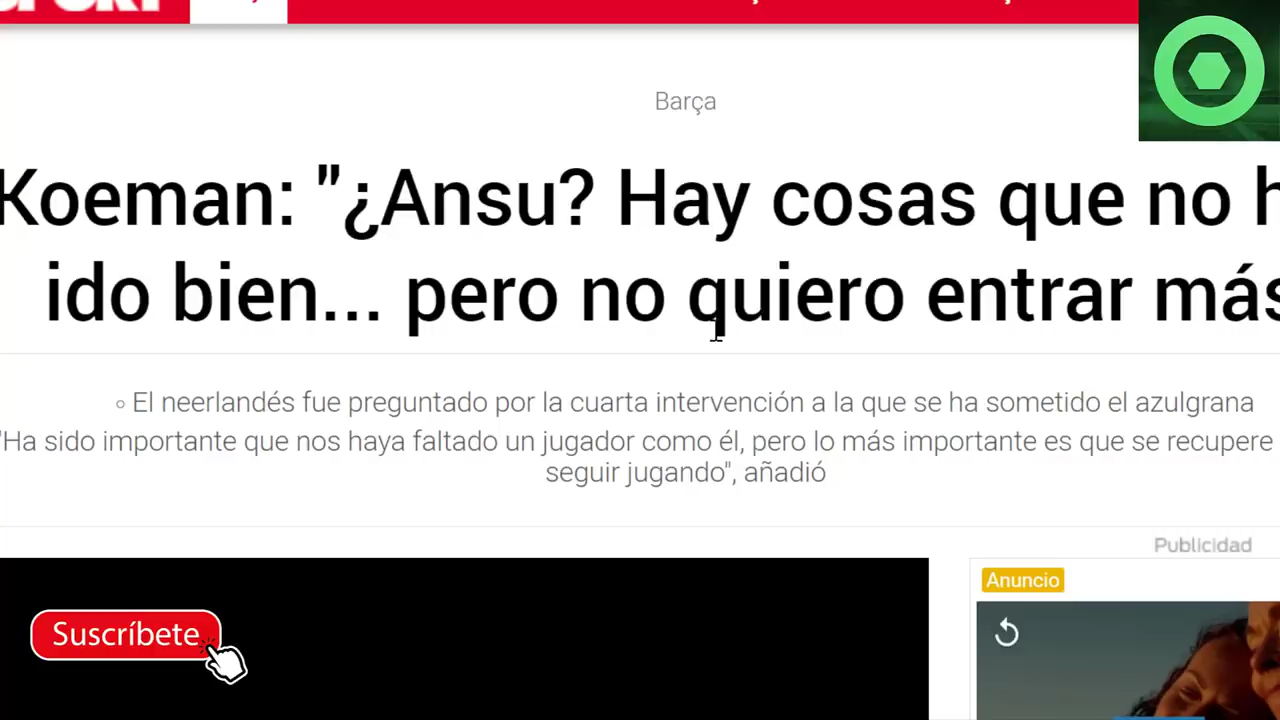 SPORT
Barça
Koeman: "¿Ansu? Hay cosas que no
ido bien... pero no quiero entrar más
El neerlandés fue preguntado por la cuarta intervención a la que se ha sometido el azulgrana
"Ha sido importante que nos haya faltado un jugador como él, pero lo más importante es que se recupere
seguir jugando", añadió
Publicidad
Anuncio
Suscríbete